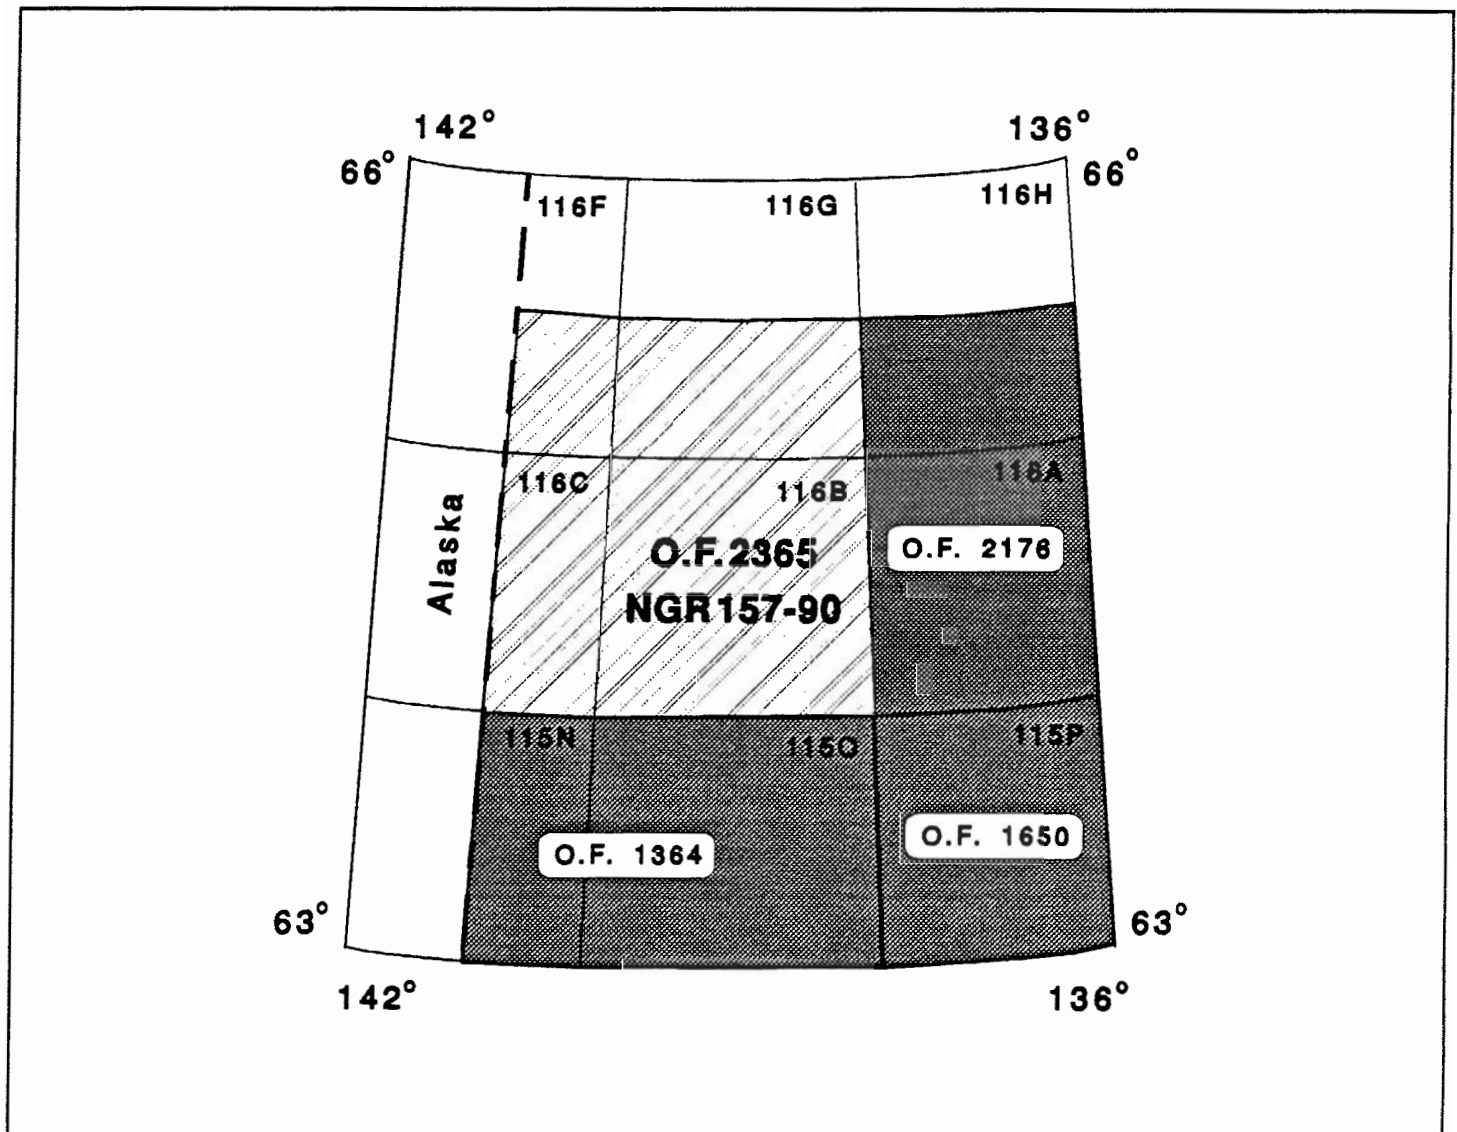 142° 136°
66° 66°
116F 116G 116H
116C 116B 116A
Alaska
O.F. 2365
NGR 157-90
O.F. 2176
115N 115O 115P
O.F. 1364
O.F. 1650
63° 63°
142° 136°